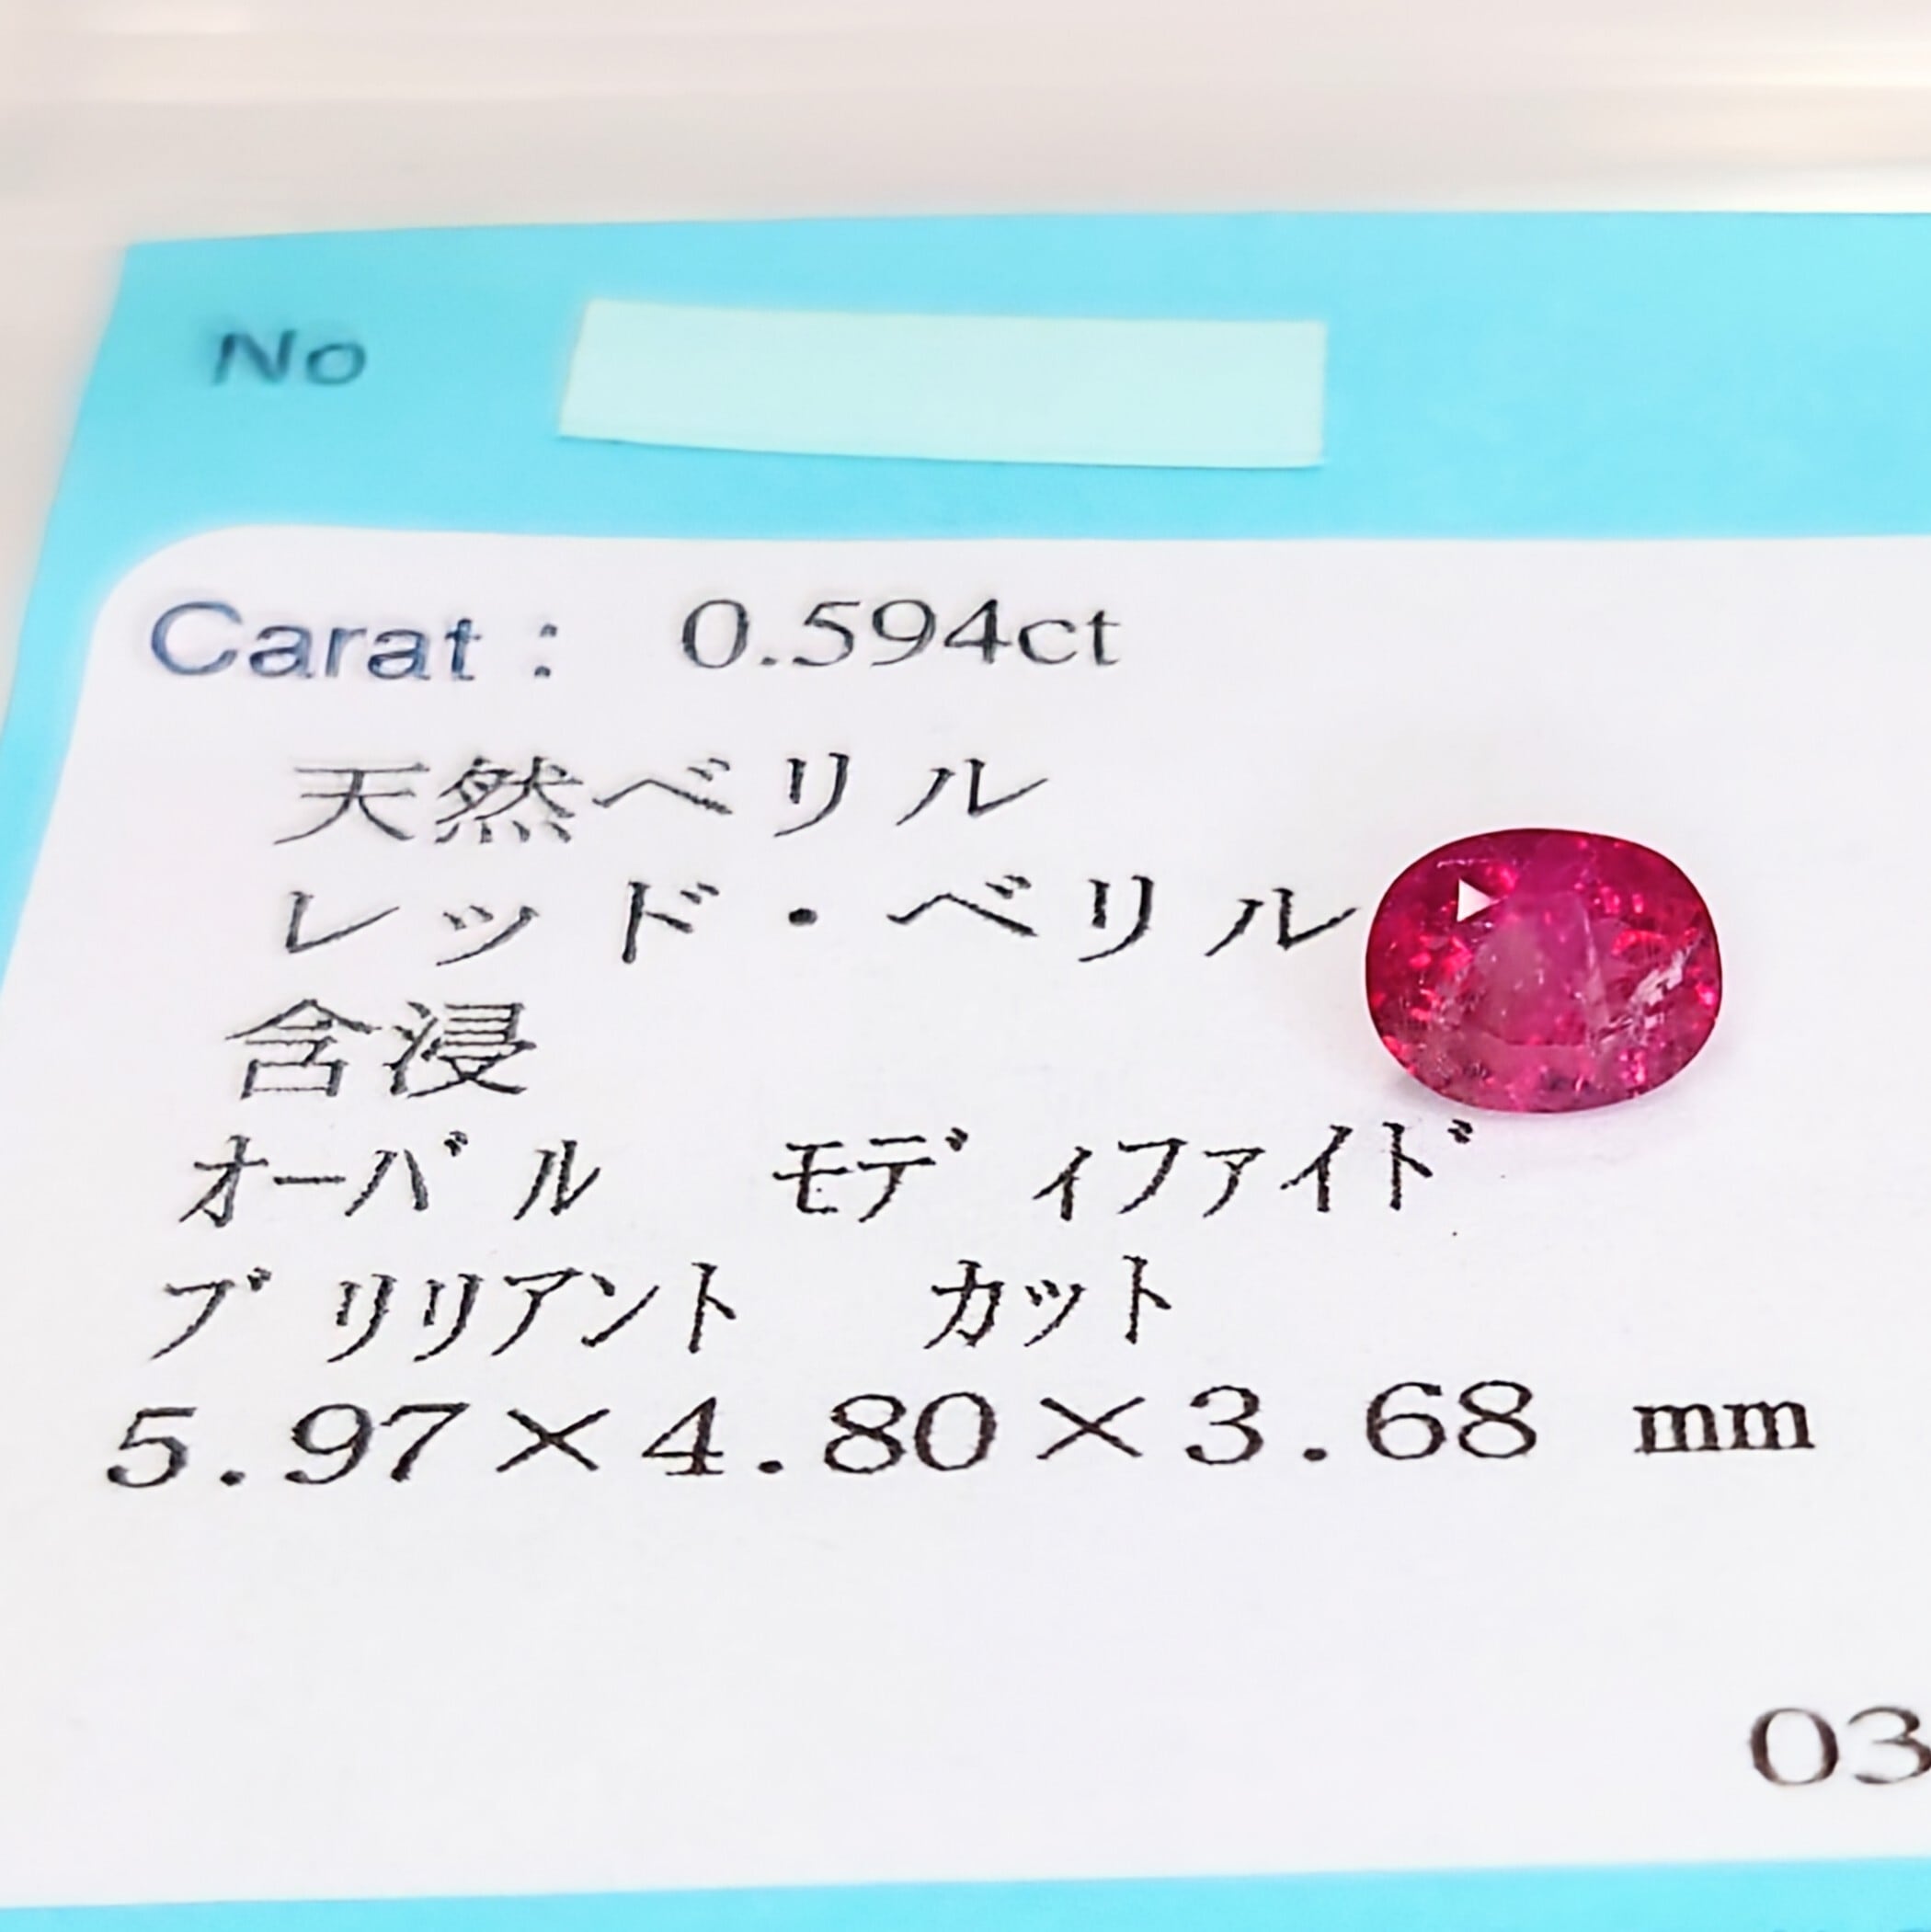 No
Carat : 0.594ct
天然ベリル
レッド・ベリル
含浸
ｵｰﾊﾞﾙ ﾓﾃﾞｨﾌｧｲﾄﾞ
ﾌﾞﾘﾘｱﾝﾄ ｶｯﾄ
5.97×4.80×3.68 mm
03